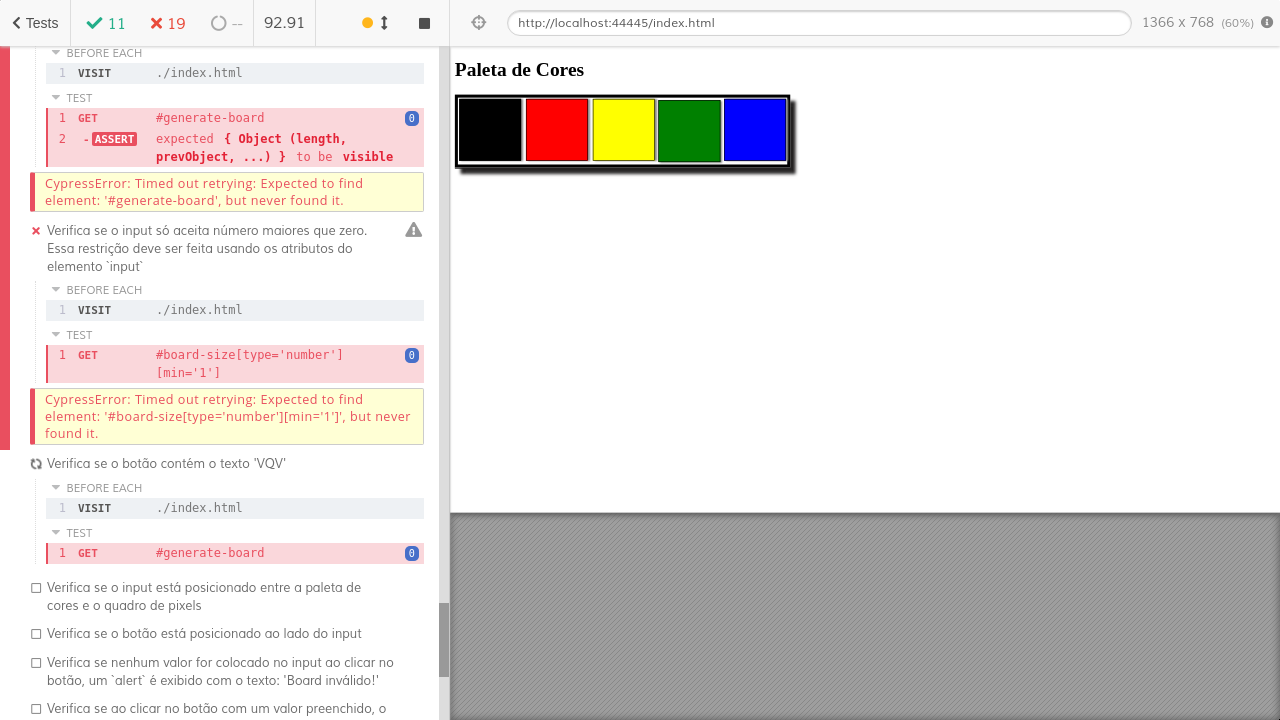 Tests 11 19 -- 92.91 http://localhost:44445/index.html 1366 x 768 (60%)
BEFORE EACH
1 VISIT ./index.html
TEST
1 GET #generate-board 0
2 -ASSERT expected { Object (length,
prevObject, ...) } to be visible
CypressError: Timed out retrying: Expected to find
element: '#generate-board', but never found it.
Verifica se o input só aceita número maiores que zero.
Essa restrição deve ser feita usando os atributos do
elemento `input`
BEFORE EACH
1 VISIT ./index.html
TEST
1 GET #board-size[type='number'] 0
[min='1']
CypressError: Timed out retrying: Expected to find
element: '#board-size[type='number'][min='1']', but never
found it.
Verifica se o botão contém o texto 'VQV'
BEFORE EACH
1 VISIT ./index.html
TEST
1 GET #generate-board 0
Verifica se o input está posicionado entre a paleta de
cores e o quadro de pixels
Verifica se o botão está posicionado ao lado do input
Verifica se nenhum valor for colocado no input ao clicar no
botão, um `alert` é exibido com o texto: 'Board inválido!'
Verifica se ao clicar no botão com um valor preenchido, o
Paleta de Cores